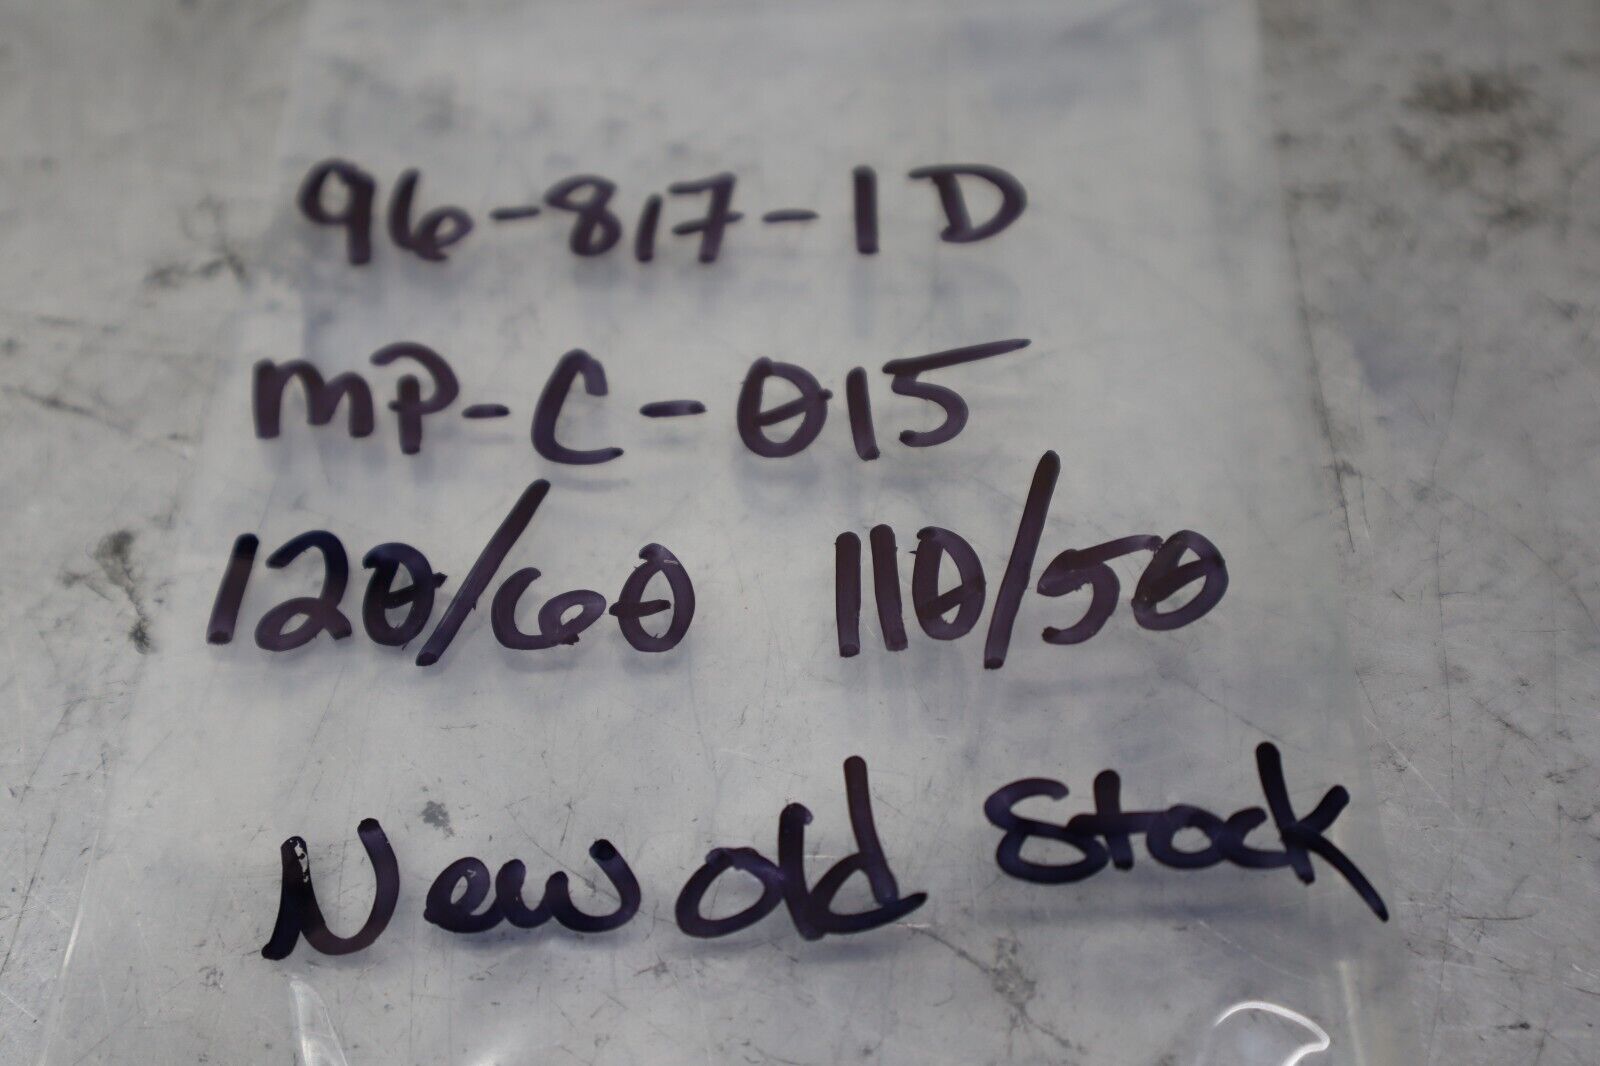 96-817-1D
MP-C-015
120/60 110/50
New old Stock